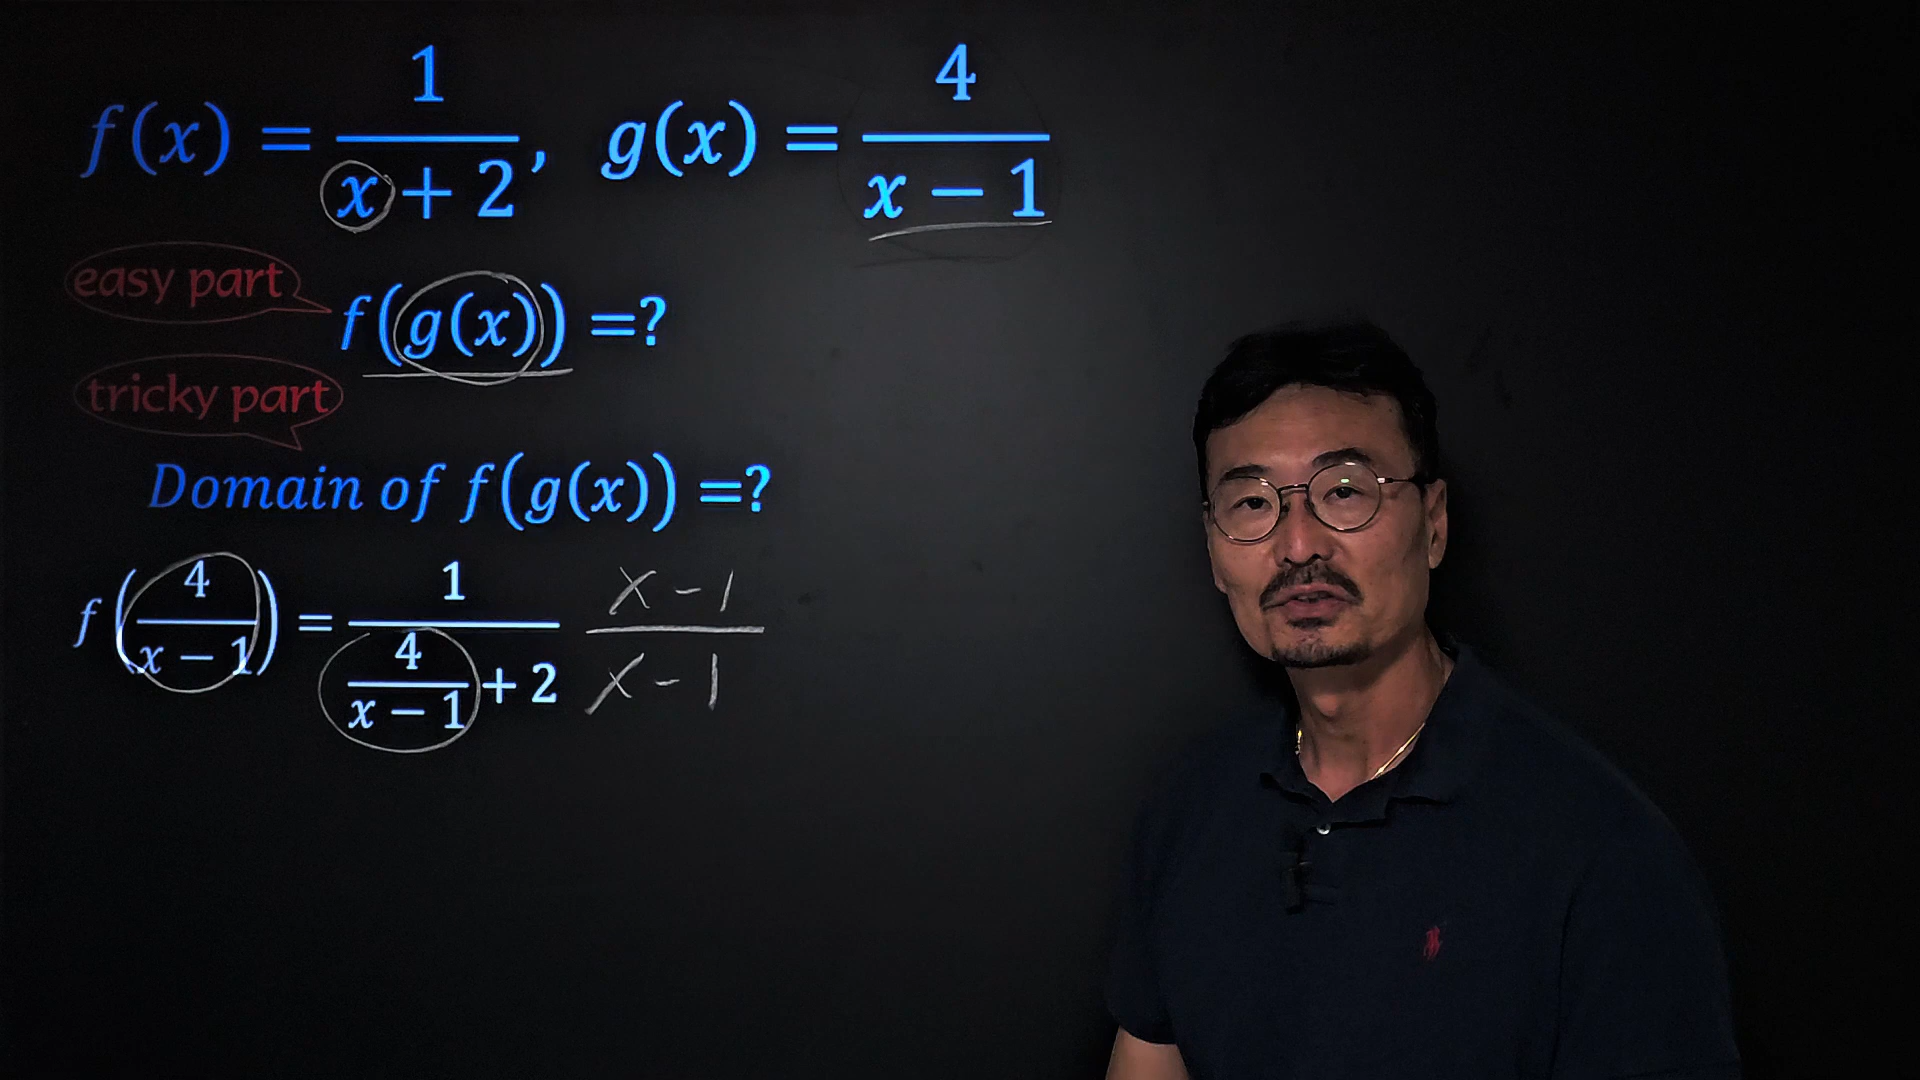 f(x) = 1/(x + 2), g(x) = 4/(x − 1)
easy part
f(g(x)) =?
tricky part
Domain of f(g(x)) =?
f(4/(x − 1)) = 1/(4/(x − 1) + 2) (x − 1)/(x − 1)